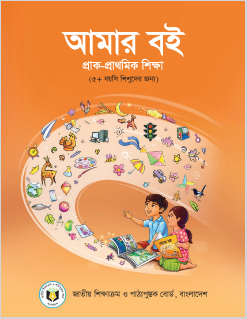 আমার বই
প্রাক-প্রাথমিক শিক্ষা
(৫+ বয়সি শিশুদের জন্য)
জাতীয় শিক্ষাক্রম ও পাঠ্যপুস্তক বোর্ড, বাংলাদেশ